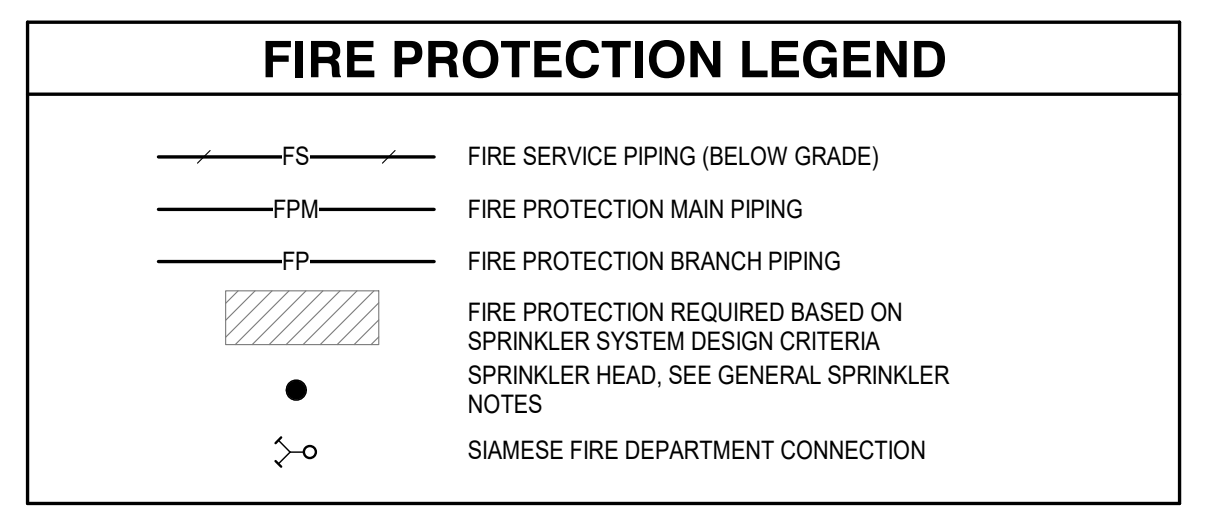 FIRE PROTECTION LEGEND
FS FIRE SERVICE PIPING (BELOW GRADE)
FPM FIRE PROTECTION MAIN PIPING
FP FIRE PROTECTION BRANCH PIPING
FIRE PROTECTION REQUIRED BASED ON
SPRINKLER SYSTEM DESIGN CRITERIA
SPRINKLER HEAD, SEE GENERAL SPRINKLER
NOTES
SIAMESE FIRE DEPARTMENT CONNECTION